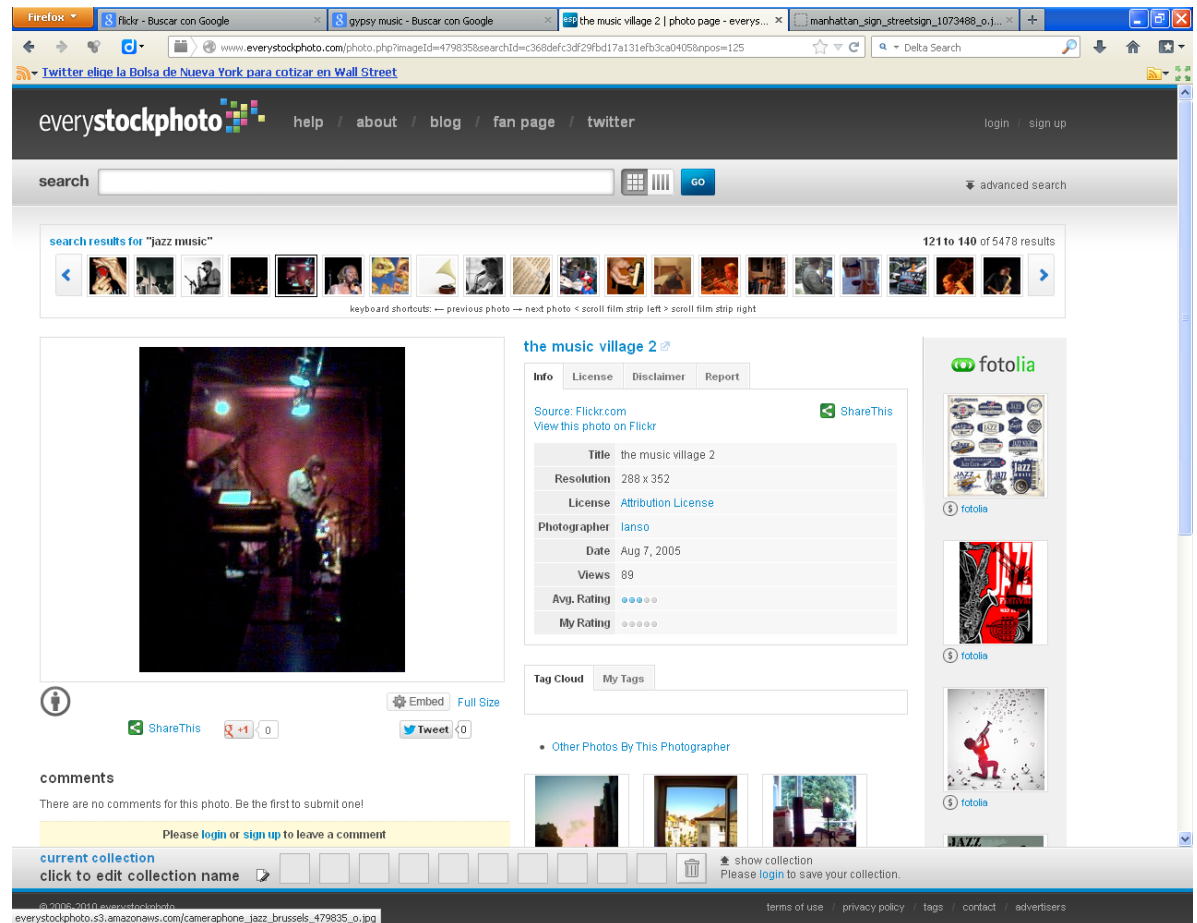 Firefox
flickr - Buscar con Google
gypsy music - Buscar con Google
esp the music village 2 | photo page - everys...
manhattan_sign_streetsign_1073488_o.j...
www.everystockphoto.com/photo.php?imageId=479835&searchId=c368defc3df29fbd17a131efb3ca0405&npos=125
Delta Search
Twitter elige la Bolsa de Nueva York para cotizar en Wall Street
everystockphoto
help / about / blog / fan page / twitter
login / sign up
search
GO
advanced search
search results for "jazz music"
121 to 140 of 5478 results
keyboard shortcuts: ← previous photo → next photo < scroll film strip left > scroll film strip right
the music village 2
Info
License
Disclaimer
Report
Source: Flickr.com
View this photo on Flickr
ShareThis
Title the music village 2
Resolution 288 x 352
License Attribution License
Photographer Ianso
Date Aug 7, 2005
Views 89
Avg. Rating
My Rating
fotolia
$ fotolia
$ fotolia
$ fotolia
Embed
Full Size
ShareThis
+1 0
Tweet 0
Tag Cloud
My Tags
Other Photos By This Photographer
comments
There are no comments for this photo. Be the first to submit one!
Please login or sign up to leave a comment
JAZZ
current collection
click to edit collection name
show collection
Please login to save your collection.
© 2006-2010 everystockphoto
terms of use / privacy policy / tags / contact / advertisers
everystockphoto.s3.amazonaws.com/cameraphone_jazz_brussels_479835_o.jpg